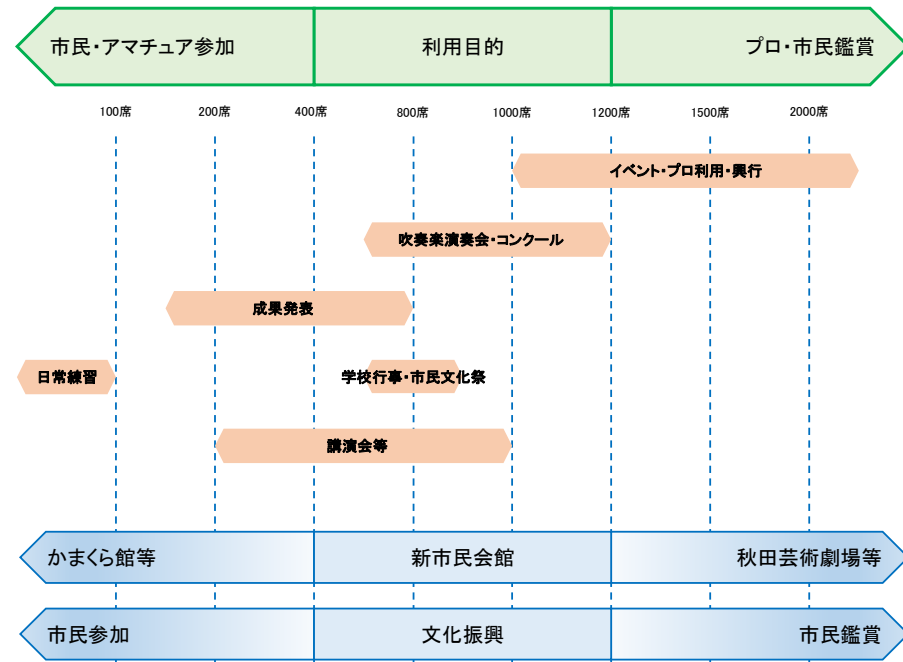 市民・アマチュア参加 利用目的 プロ・市民鑑賞
100席 200席 400席 800席 1000席 1200席 1500席 2000席
イベント・プロ利用・興行
吹奏楽演奏会・コンクール
成果発表
日常練習 学校行事・市民文化祭
講演会等
かまくら館等 新市民会館 秋田芸術劇場等
市民参加 文化振興 市民鑑賞